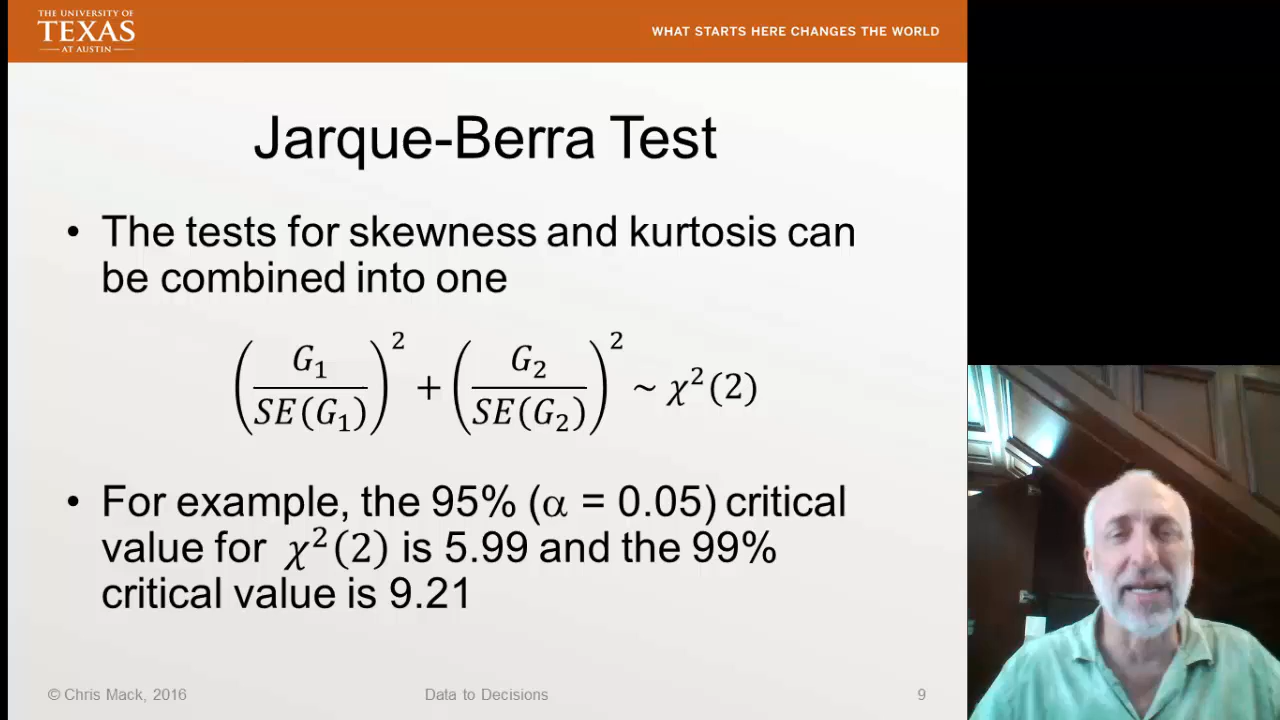 THE UNIVERSITY OF
TEXAS
AT AUSTIN
WHAT STARTS HERE CHANGES THE WORLD
Jarque-Berra Test
• The tests for skewness and kurtosis can
be combined into one
(G₁ / SE(G₁))² + (G₂ / SE(G₂))² ~ χ²(2)
• For example, the 95% (α = 0.05) critical
value for χ²(2) is 5.99 and the 99%
critical value is 9.21
© Chris Mack, 2016
Data to Decisions
9